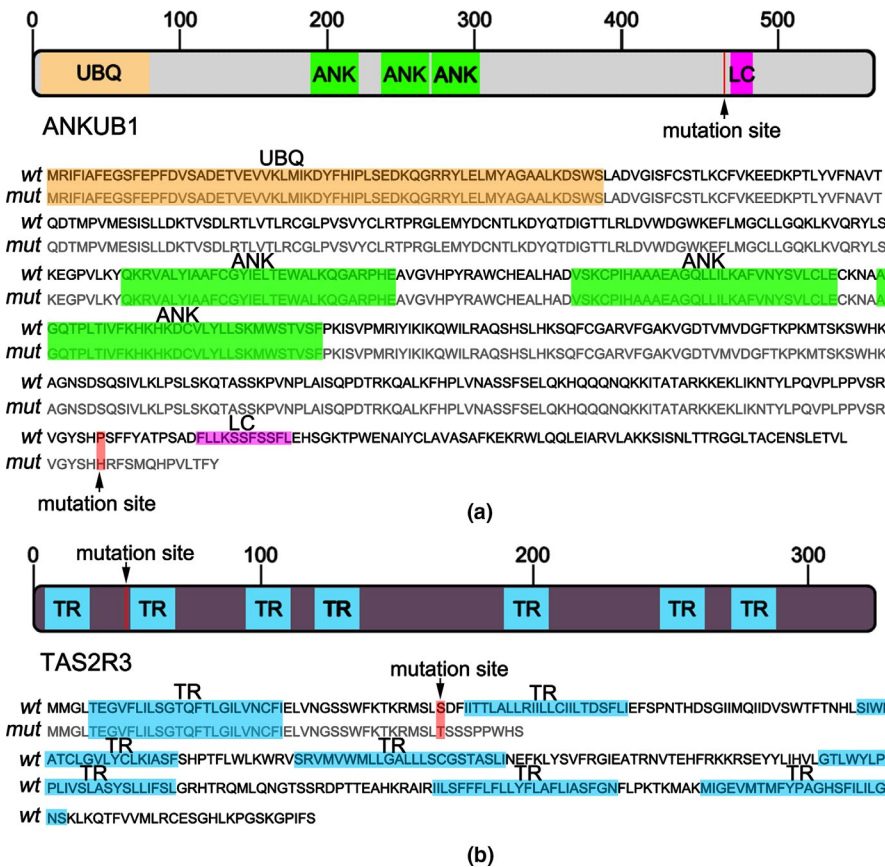 0 100 200 300 400 500
UBQ ANK ANK ANK LC
ANKUB1
mutation site
UBQ
wt MRIFIAFEGSFEPFDVSADETVEVVKLMIKDYFHIPLSEDKQGRRYLELMYAGAALKDSWSLADVGISFCSTLKCFVKEEDKPTLYVFNAVT
mut MRIFIAFEGSFEPFDVSADETVEVVKLMIKDYFHIPLSEDKQGRRYLELMYAGAALKDSWSLADVGISFCSTLKCFVKEEDKPTLYVFNAVT
wt QDTMPVMESISLLDKTVSDLRTLVTLRCGLPVSVYCLRTPRGLEMYDCNTLKDYQTDIGTTLRLDVWDGWKEFLMGCLLGQKLKVQRYLS
mut QDTMPVMESISLLDKTVSDLRTLVTLRCGLPVSVYCLRTPRGLEMYDCNTLKDYQTDIGTTLRLDVWDGWKEFLMGCLLGQKLKVQRYLS
ANK ANK
wt KEGPVLKYQKRVALYIAAFCGYIELTEWALKQGARPHEAVGVHPYRAWCHEALHADVSKCPIHAAAEAGQLLILKAFVNYSVLCLECKNAA
mut KEGPVLKYQKRVALYIAAFCGYIELTEWALKQGARPHEAVGVHPYRAWCHEALHADVSKCPIHAAAEAGQLLILKAFVNYSVLCLECKNAA
ANK
wt GQTPLTIVFKHKHKDCVLYLLSKMWSTVSFPKISVPMRIYIKIKQWILRAQSHSLHKSQFCGARVFGAKVGDTVMVDGFTKPKMTSKSWHK
mut GQTPLTIVFKHKHKDCVLYLLSKMWSTVSFPKISVPMRIYIKIKQWILRAQSHSLHKSQFCGARVFGAKVGDTVMVDGFTKPKMTSKSWHK
wt AGNSDSQSIVLKLPSLSKQTASSKPVNPLAISQPDTRKQALKFHPLVNASSFSELQKHQQQNQKKITATARKKEKLIKNTYLPQVPLPPVSR
mut AGNSDSQSIVLKLPSLSKQTASSKPVNPLAISQPDTRKQALKFHPLVNASSFSELQKHQQQNQKKITATARKKEKLIKNTYLPQVPLPPVSR
LC
wt VGYSHPSFFYATPSADFLLKSSFSSFLEHSGKTPWENAIYCLAVASAFKEKRWLQQLEIARVLAKKSISNLTTRGGLTACENSLETVL
mut VGYSHHRFSMQHPVLTFY
mutation site
(a)
0 mutation site 100 200 300
TR TR TR TR TR TR TR
TAS2R3
mutation site
TR TR
wt MMGLTEGVFLILSGTQFTLGILVNCFIELVNGSSWFKTKRMSLSDFIITTLALLRIILLCIILTDSFLIEFSPNTHDSGIIMQIIDVSWTFTNHLSIWL
mut MMGLTEGVFLILSGTQFTLGILVNCFIELVNGSSWFKTKRMSLTSSSPPWHS
TR TR
wt ATCLGVLYCLKIASFSHPTFLWLKWRVSRVMVWMLLGALLLSCGSTASLINEFKLYSVFRGIEATRNVTEHFRKKRSEYYLIHVLGTLWYLP
TR TR TR
wt PLIVSLASYSLLIFSLGRHTRQMLQNGTSSRDPTTEAHKRAIRIILSFFFLFLLYFLAFLIASFGNFLPKTKMAKMIGEVMTMFYPAGHSFILILG
wt NSKLKQTFVVMLRCESGHLKPGSKGPIFS
(b)